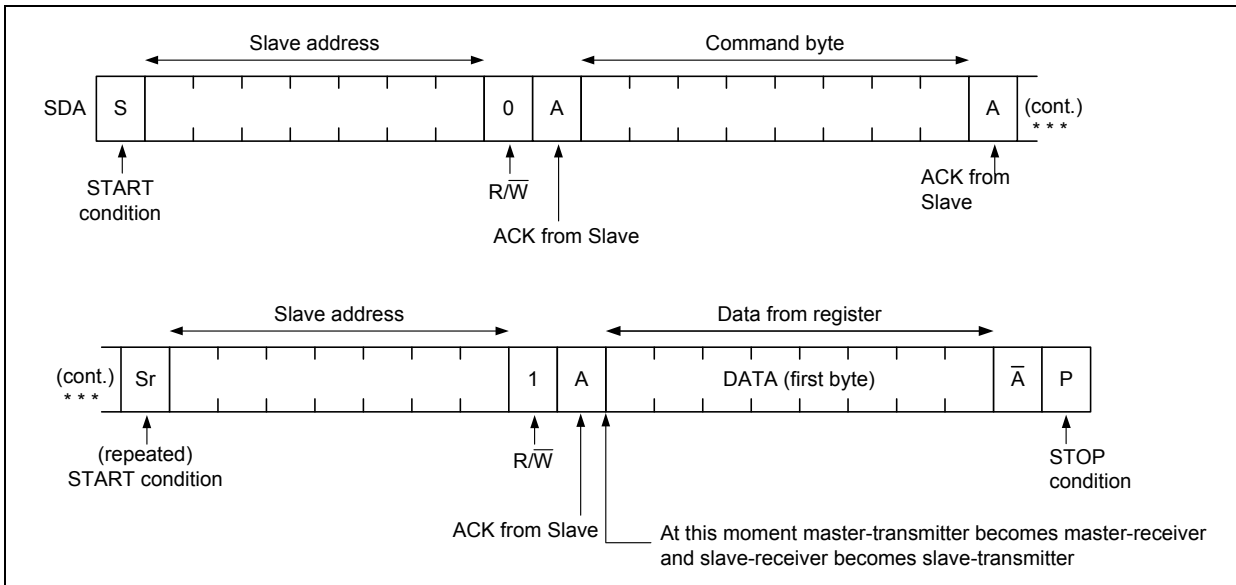 Slave address
Command byte
SDA
S
0
A
A
(cont.)
* * *
START
condition
R/W̅
ACK from Slave
ACK from
Slave
Slave address
Data from register
(cont.)
* * *
Sr
1
A
DATA (first byte)
A̅
P
(repeated)
START condition
R/W̅
ACK from Slave
STOP
condition
At this moment master-transmitter becomes master-receiver
and slave-receiver becomes slave-transmitter